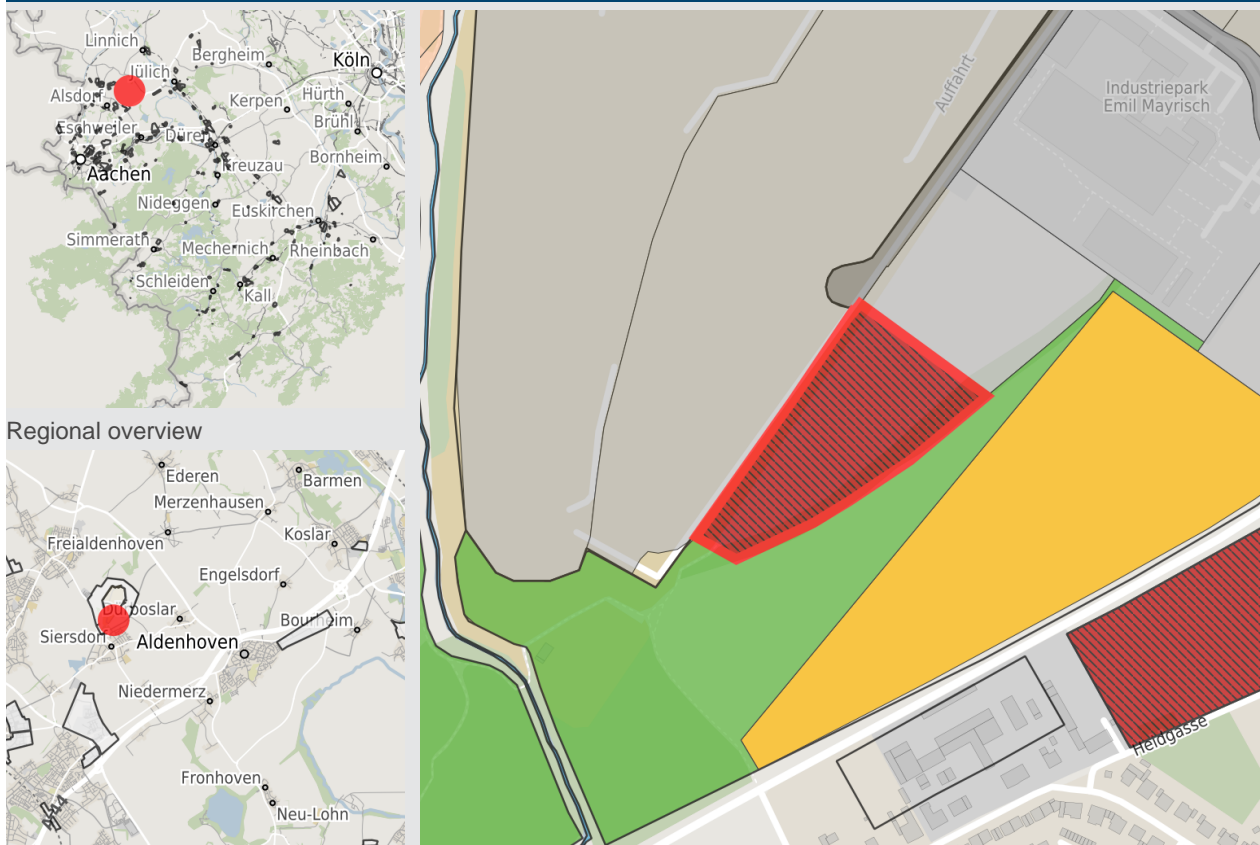 Linnich
Bergheim
Köln
Jülich
Alsdorf
Kerpen
Hürth
Eschweiler
Düren
Brühl
Aachen
Kreuzau
Bornheim
Nideggen
Euskirchen
Simmerath
Mechernich
Rheinbach
Schleiden
Kall
Regional overview
Ederen
Barmen
Merzenhausen
Freialdenhoven
Koslar
Engelsdorf
Dürboslar
Bourheim
Siersdorf
Aldenhoven
Niedermerz
Fronhoven
Neu-Lohn
A44
Auffahrt
Industriepark
Emil Mayrisch
Heidgasse